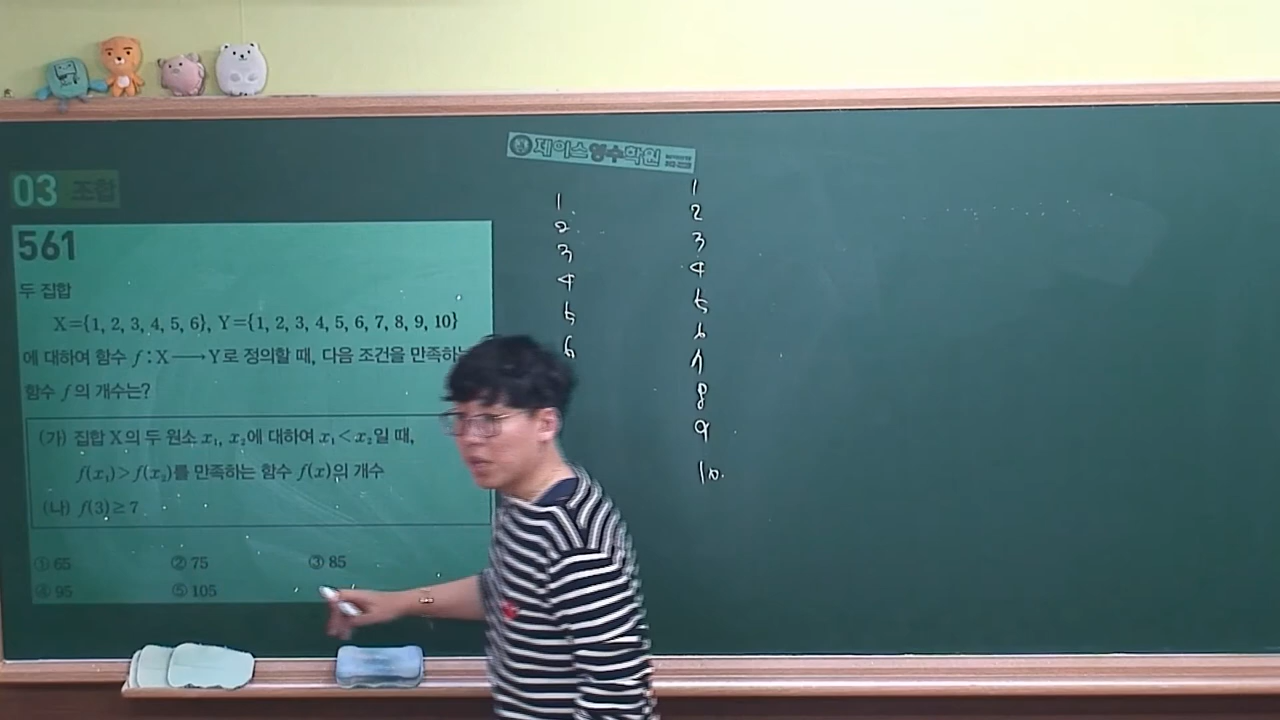 제이스영수학원
03 조합
561
두 집합
X={1, 2, 3, 4, 5, 6}, Y={1, 2, 3, 4, 5, 6, 7, 8, 9, 10}
에 대하여 함수 f : X ⟶ Y로 정의할 때, 다음 조건을 만족하는
함수 f 의 개수는?
(가) 집합 X의 두 원소 x₁, x₂에 대하여 x₁<x₂일 때,
f(x₁)>f(x₂)를 만족하는 함수 f(x)의 개수
(나) f(3)≥7
① 65 ② 75 ③ 85
④ 95 ⑤ 105
1
2
3
4
5
6
1
2
3
4
5
6
7
8
9
10